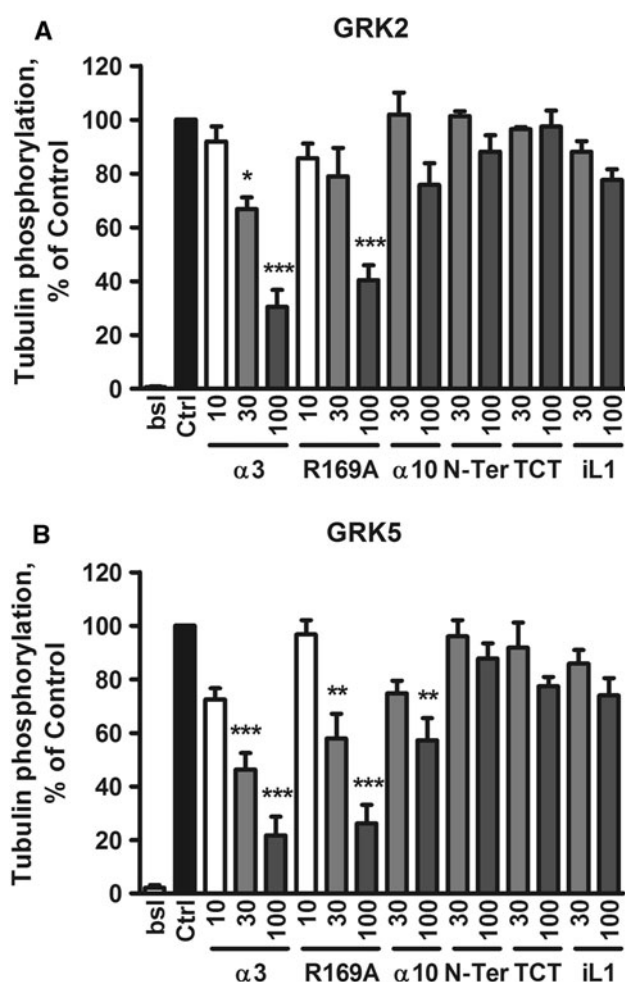 A
GRK2
Tubulin phosphorylation,
% of Control
120
100
80
60
40
20
0
*
***
***
bsl
Ctrl
10
30
100
10
30
100
30
100
30
100
30
100
30
100
α3
R169A
α10
N-Ter
TCT
iL1
B
GRK5
Tubulin phosphorylation,
% of Control
120
100
80
60
40
20
0
***
***
**
***
**
bsl
Ctrl
10
30
100
10
30
100
30
100
30
100
30
100
30
100
α3
R169A
α10
N-Ter
TCT
iL1